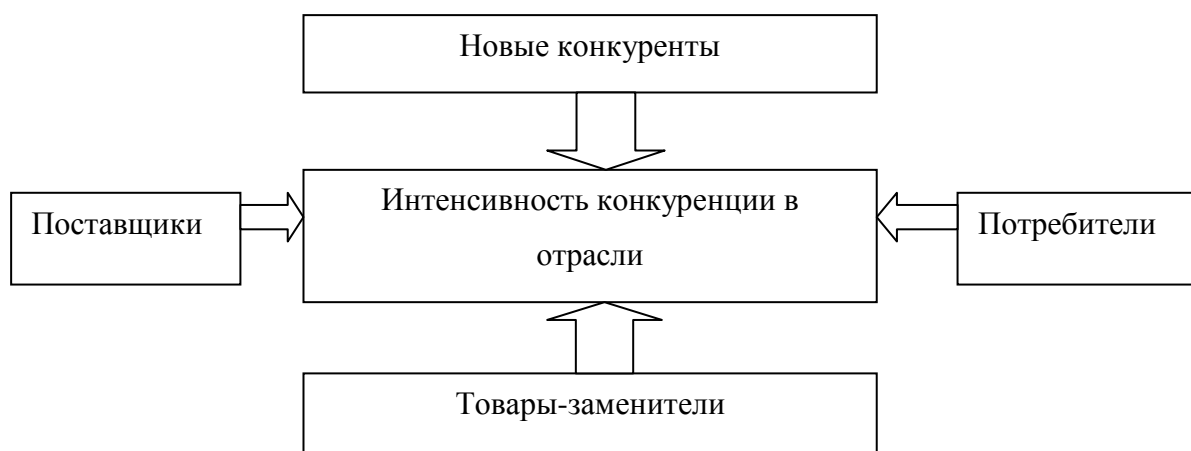 Новые конкуренты
Поставщики
Интенсивность конкуренции в
отрасли
Потребители
Товары-заменители